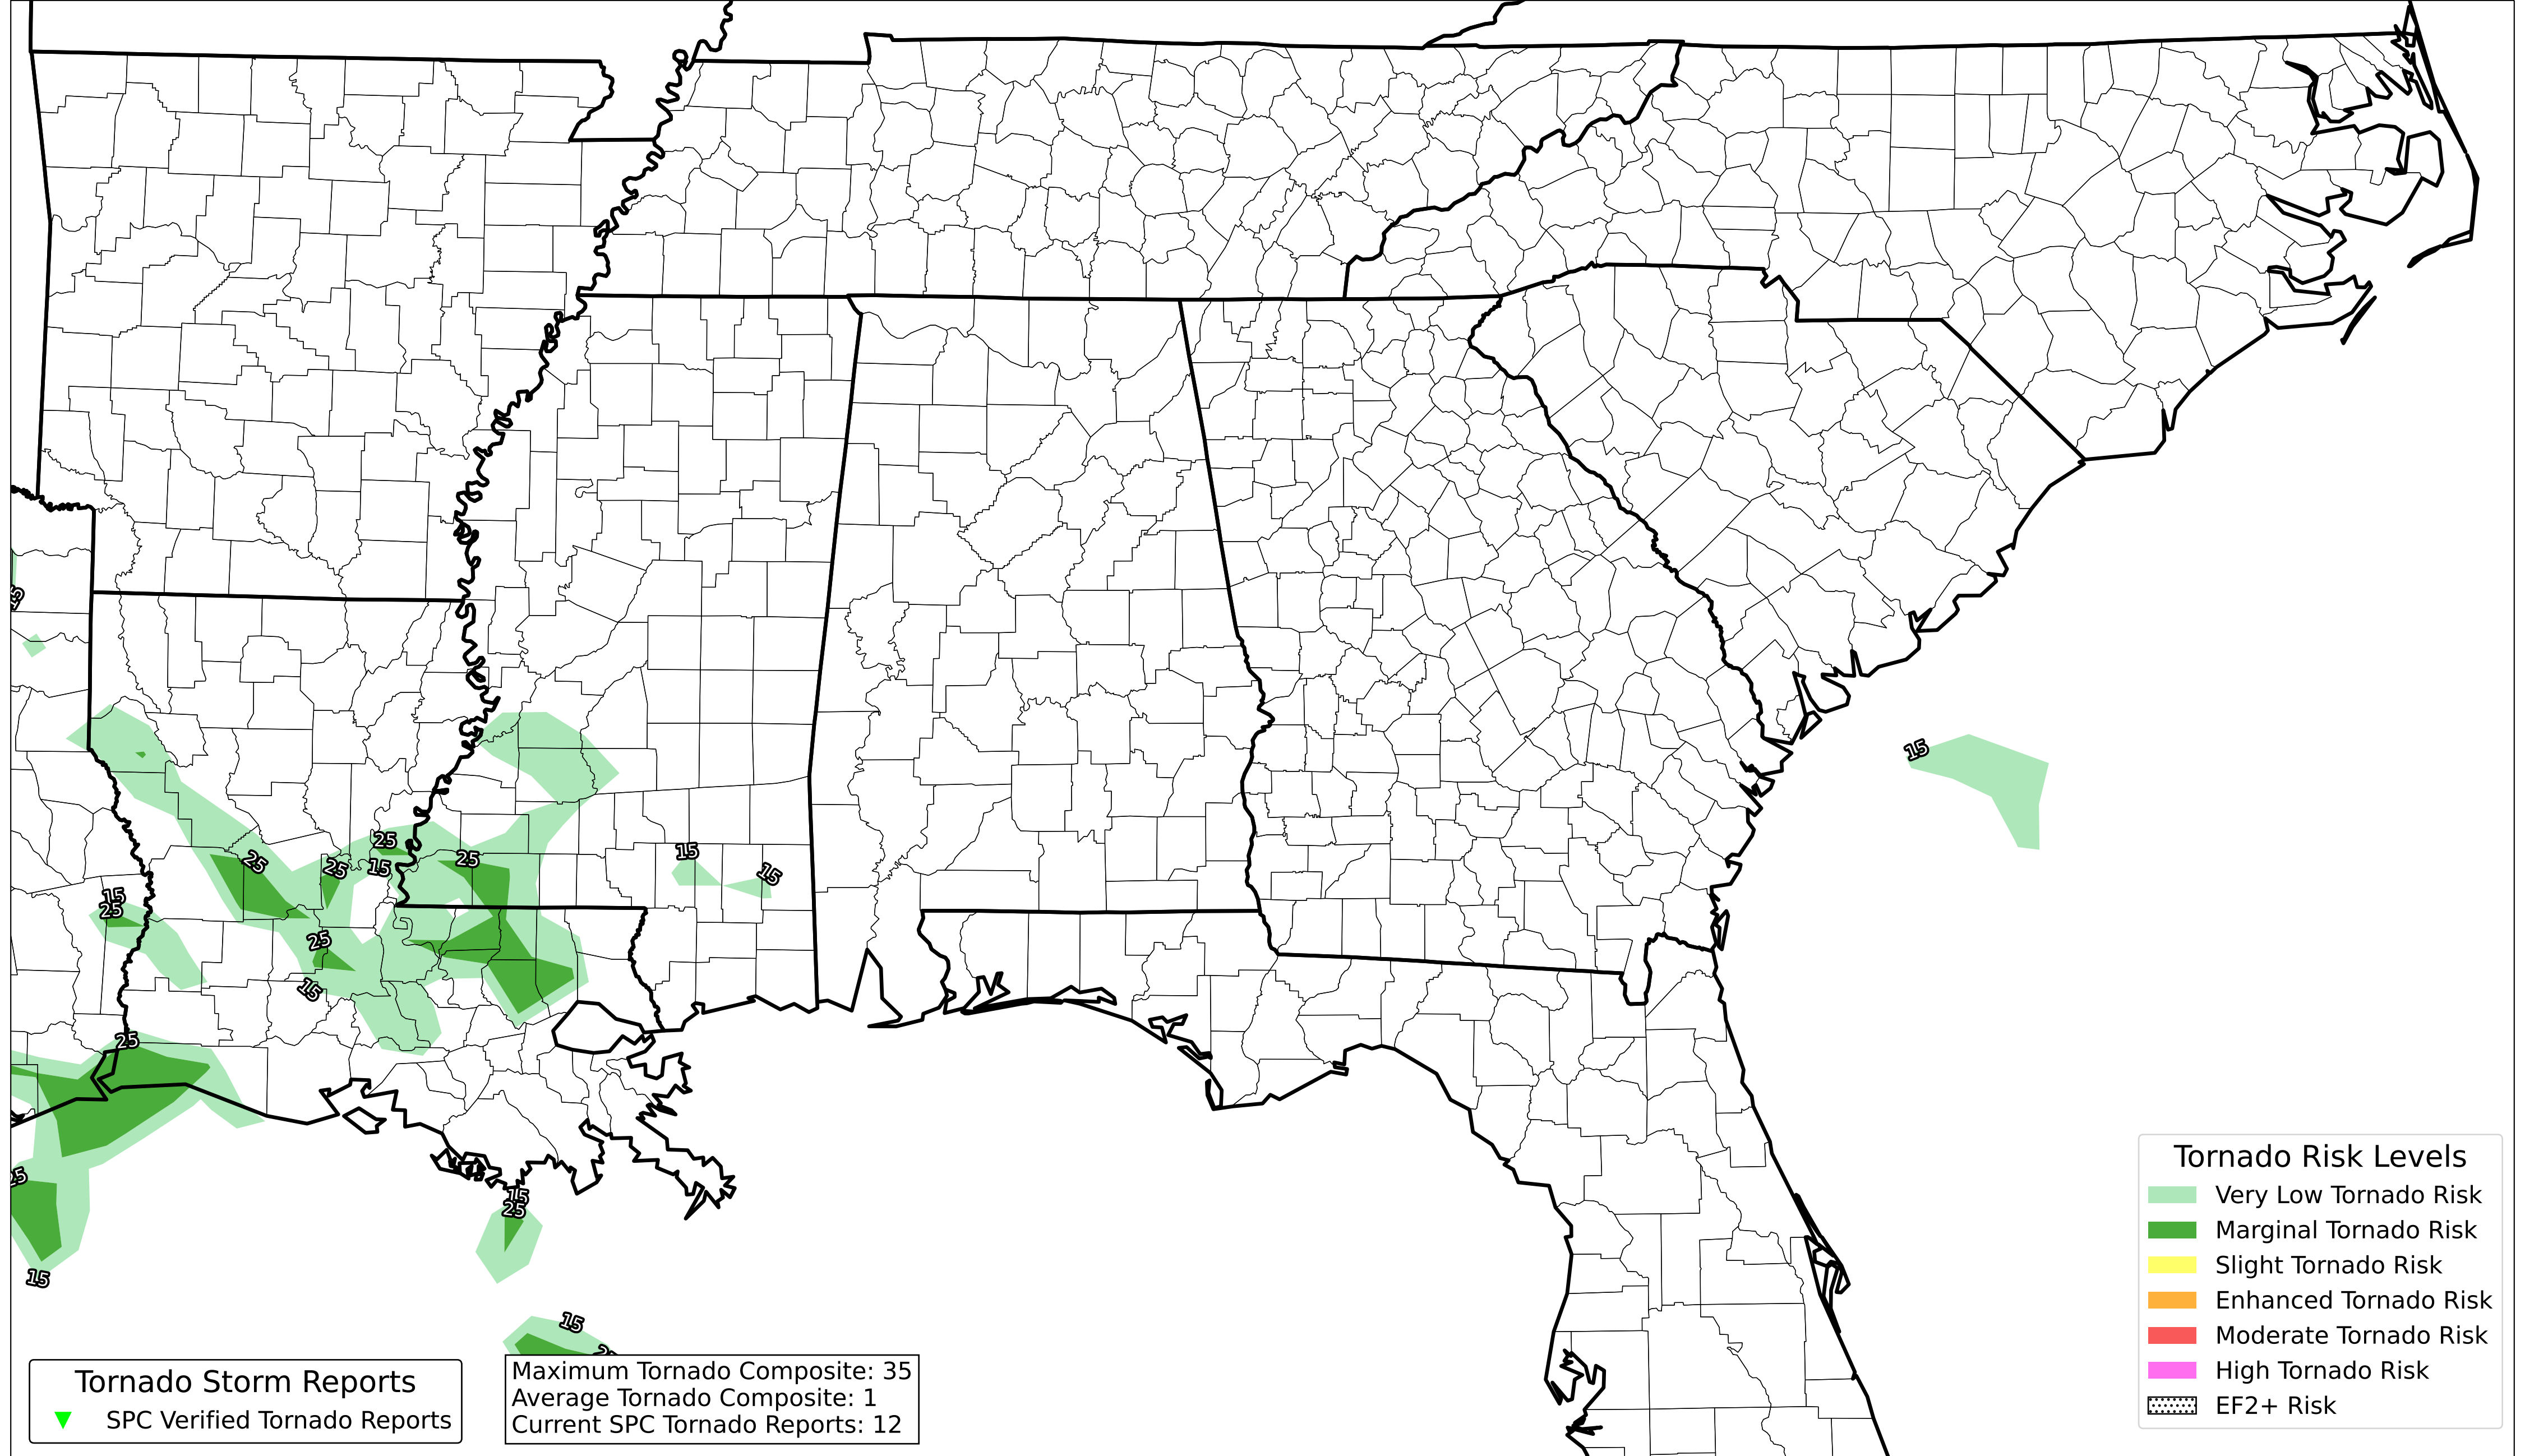 15
25
25
15
25
15
15
15
25
15
25
25
15
25
15
15
25
15
Tornado Risk Levels
Very Low Tornado Risk
Marginal Tornado Risk
Slight Tornado Risk
Enhanced Tornado Risk
Moderate Tornado Risk
High Tornado Risk
EF2+ Risk
Tornado Storm Reports
SPC Verified Tornado Reports
Maximum Tornado Composite: 35
Average Tornado Composite: 1
Current SPC Tornado Reports: 12